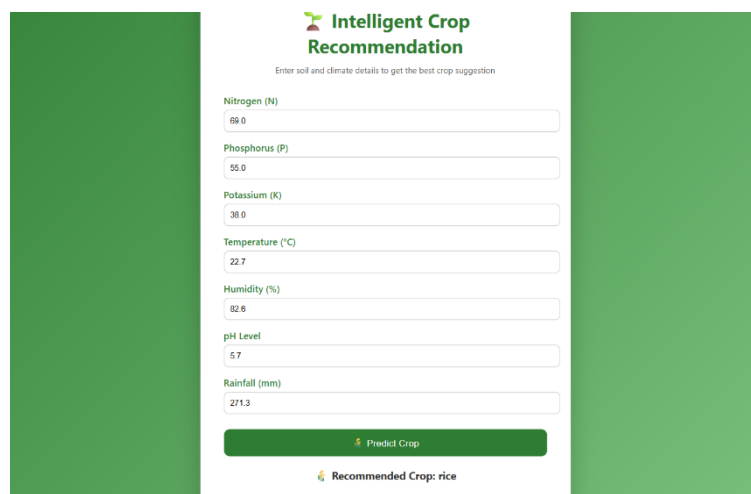 Intelligent Crop
Recommendation
Enter soil and climate details to get the best crop suggestion
Nitrogen (N)
69.0
Phosphorus (P)
55.0
Potassium (K)
38.0
Temperature (°C)
22.7
Humidity (%)
82.6
pH Level
5.7
Rainfall (mm)
271.3
Predict Crop
Recommended Crop: rice